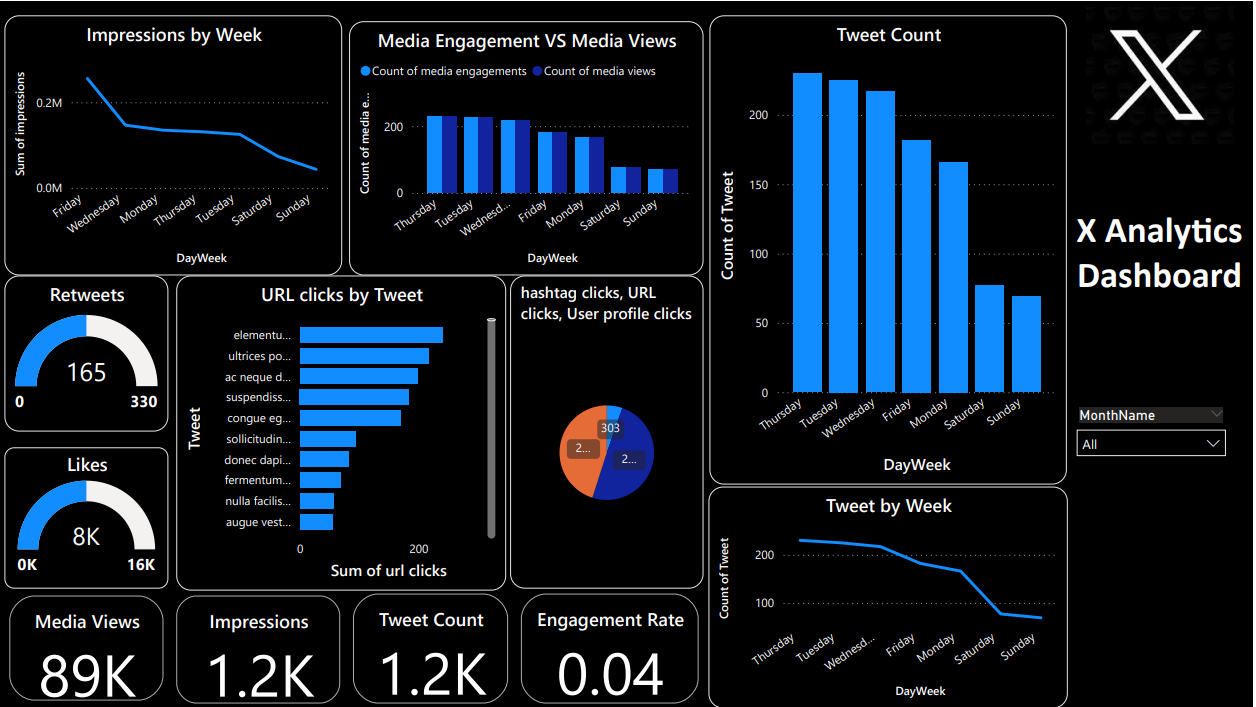 Impressions by Week
Sum of impressions
0.2M
0.0M
Friday
Wednesday
Monday
Thursday
Tuesday
Saturday
Sunday
DayWeek
Media Engagement VS Media Views
Count of media engagements
Count of media views
Count of media e...
200
0
Thursday
Tuesday
Wednesd...
Friday
Monday
Saturday
Sunday
DayWeek
Tweet Count
Count of Tweet
200
150
100
50
0
Thursday
Tuesday
Wednesday
Friday
Monday
Saturday
Sunday
DayWeek
X
X Analytics
Dashboard
MonthName
All
Retweets
165
0
330
Likes
8K
0K
16K
URL clicks by Tweet
Tweet
elementu...
ultrices po...
ac neque d...
suspendiss...
congue eg...
sollicitudin...
donec dapi...
fermentum...
nulla facilis...
augue vest...
0
200
Sum of url clicks
hashtag clicks, URL
clicks, User profile clicks
303
2...
2...
Tweet by Week
Count of Tweet
200
100
Thursday
Tuesday
Wednesd...
Friday
Monday
Saturday
Sunday
DayWeek
Media Views
89K
Impressions
1.2K
Tweet Count
1.2K
Engagement Rate
0.04